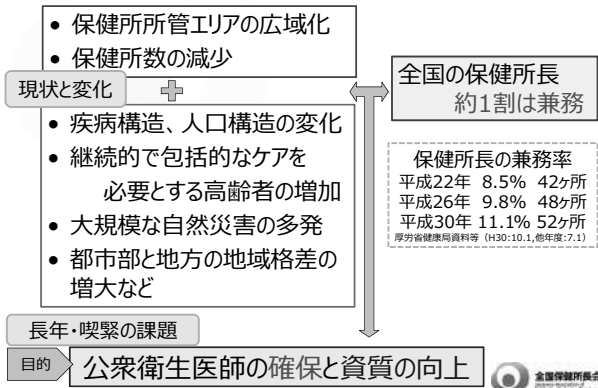 • 保健所所管エリアの広域化
• 保健所数の減少
現状と変化
• 疾病構造、人口構造の変化
• 継続的で包括的なケアを
必要とする高齢者の増加
• 大規模な自然災害の多発
• 都市部と地方の地域格差の
増大など
全国の保健所長
約1割は兼務
保健所長の兼務率
平成22年 8.5% 42ヶ所
平成26年 9.8% 48ヶ所
平成30年 11.1% 52ヶ所
厚労省健康局資料等（H30:10.1,他年度:7.1）
長年・喫緊の課題
目的
公衆衛生医師の確保と資質の向上
全国保健所長会